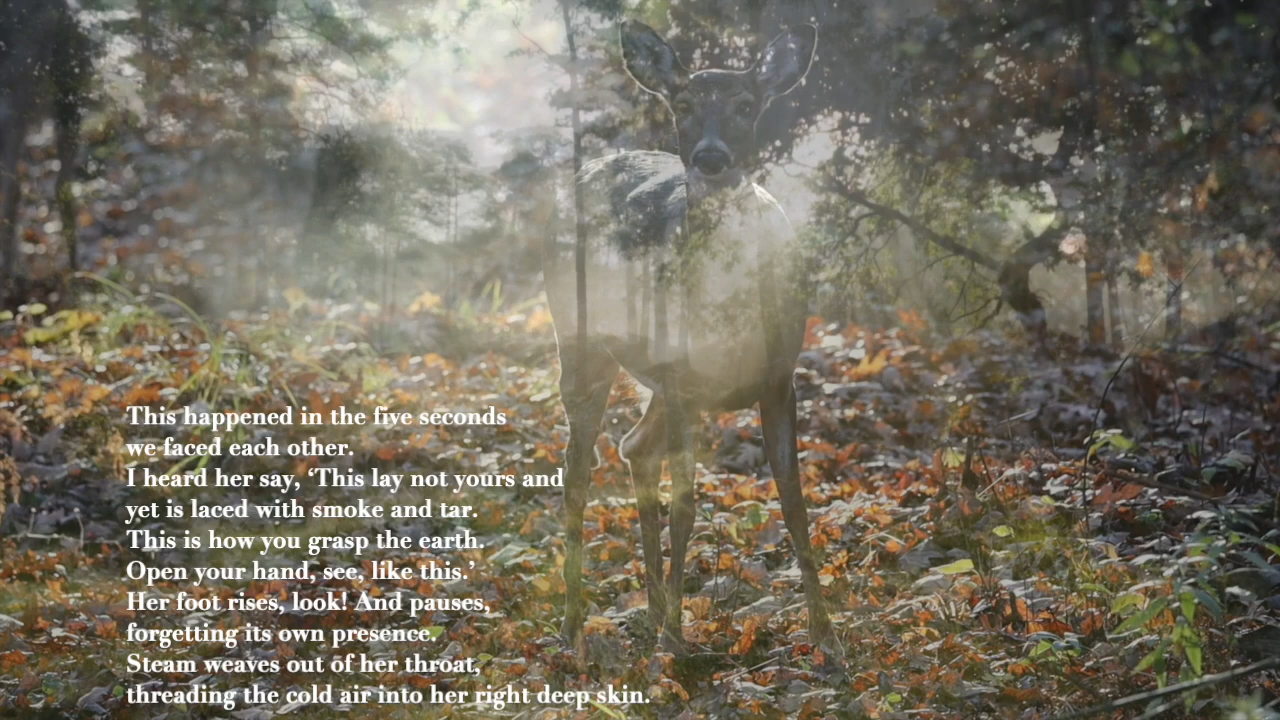 This happened in the five seconds
we faced each other.
I heard her say, ‘This lay not yours and
yet is laced with smoke and tar.
This is how you grasp the earth.
Open your hand, see, like this.’
Her foot rises, look! And pauses,
forgetting its own presence.
Steam weaves out of her throat,
threading the cold air into her right deep skin.